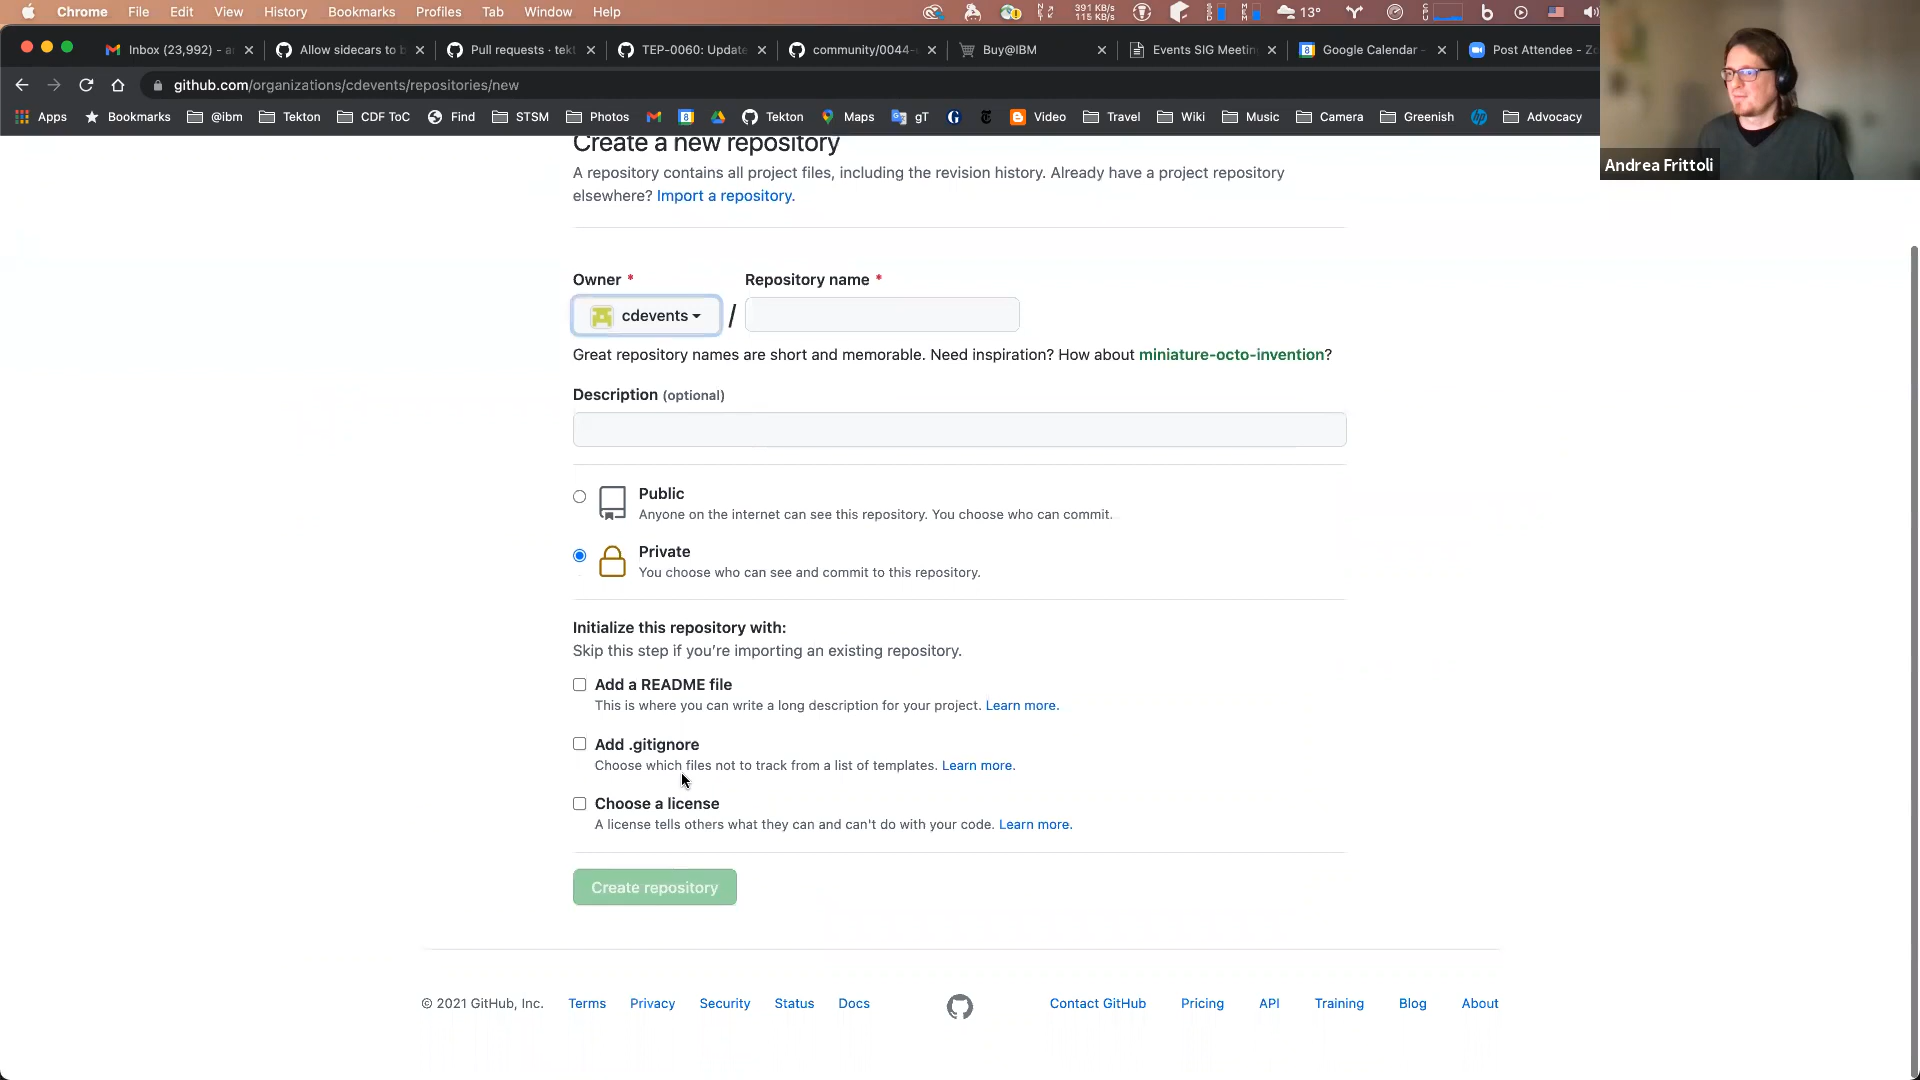 Chrome File Edit View History Bookmarks Profiles Tab Window Help 391 KB/s 115 KB/s 13°
Inbox (23,992) - a Allow sidecars to b Pull requests · tekt TEP-0060: Update community/0044- Buy@IBM Events SIG Meetin Google Calendar - Post Attendee - Zo
github.com/organizations/cdevents/repositories/new
Apps Bookmarks @ibm Tekton CDF ToC Find STSM Photos Tekton Maps gT Video Travel Wiki Music Camera Greenish Advocacy
Andrea Frittoli
Create a new repository
A repository contains all project files, including the revision history. Already have a project repository
elsewhere? Import a repository.
Owner * Repository name *
cdevents /
Great repository names are short and memorable. Need inspiration? How about miniature-octo-invention?
Description (optional)
Public
Anyone on the internet can see this repository. You choose who can commit.
Private
You choose who can see and commit to this repository.
Initialize this repository with:
Skip this step if you’re importing an existing repository.
Add a README file
This is where you can write a long description for your project. Learn more.
Add .gitignore
Choose which files not to track from a list of templates. Learn more.
Choose a license
A license tells others what they can and can't do with your code. Learn more.
Create repository
© 2021 GitHub, Inc. Terms Privacy Security Status Docs Contact GitHub Pricing API Training Blog About